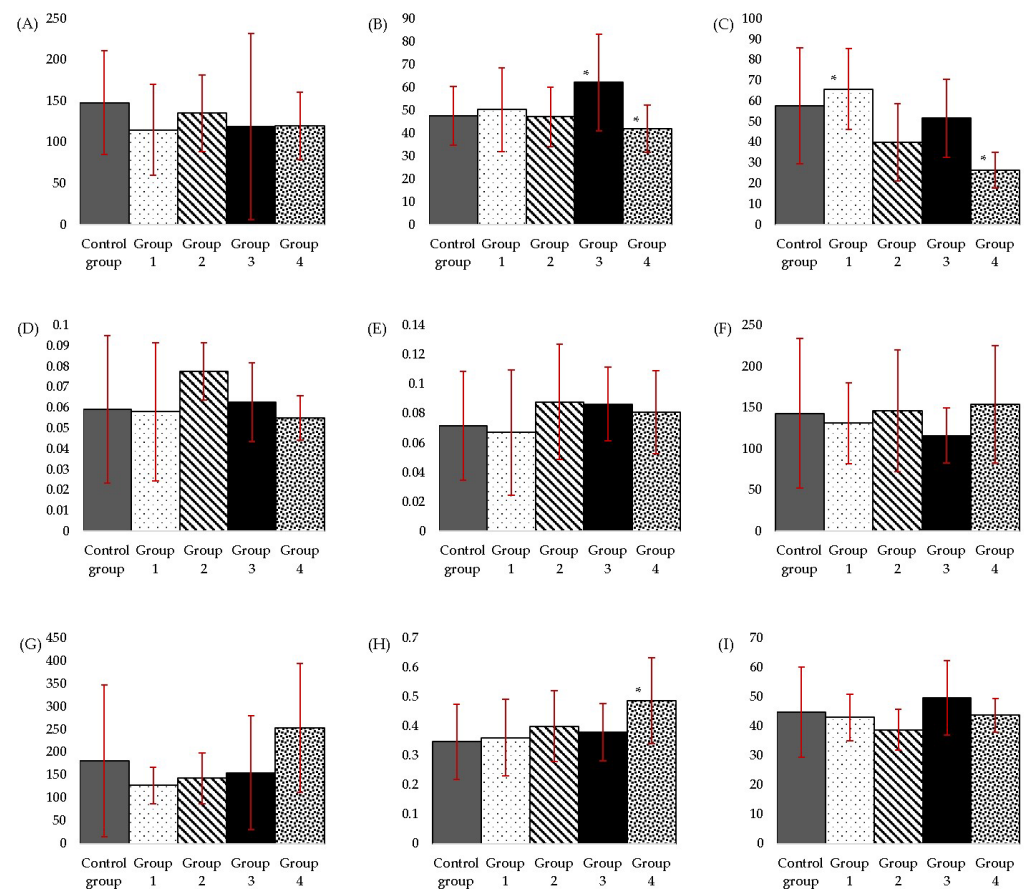 (A)
250
200
150
100
50
0
Control group
Group 1
Group 2
Group 3
Group 4
(B)
90
80
70
60
50
40
30
20
10
0
*
*
Control group
Group 1
Group 2
Group 3
Group 4
(C)
100
90
80
70
60
50
40
30
20
10
0
*
*
Control group
Group 1
Group 2
Group 3
Group 4
(D)
0.1
0.09
0.08
0.07
0.06
0.05
0.04
0.03
0.02
0.01
0
Control group
Group 1
Group 2
Group 3
Group 4
(E)
0.14
0.12
0.1
0.08
0.06
0.04
0.02
0
Control group
Group 1
Group 2
Group 3
Group 4
(F)
250
200
150
100
50
0
Control group
Group 1
Group 2
Group 3
Group 4
(G)
450
400
350
300
250
200
150
100
50
0
Control group
Group 1
Group 2
Group 3
Group 4
(H)
0.7
0.6
0.5
0.4
0.3
0.2
0.1
0
*
Control group
Group 1
Group 2
Group 3
Group 4
(I)
70
60
50
40
30
20
10
0
Control group
Group 1
Group 2
Group 3
Group 4